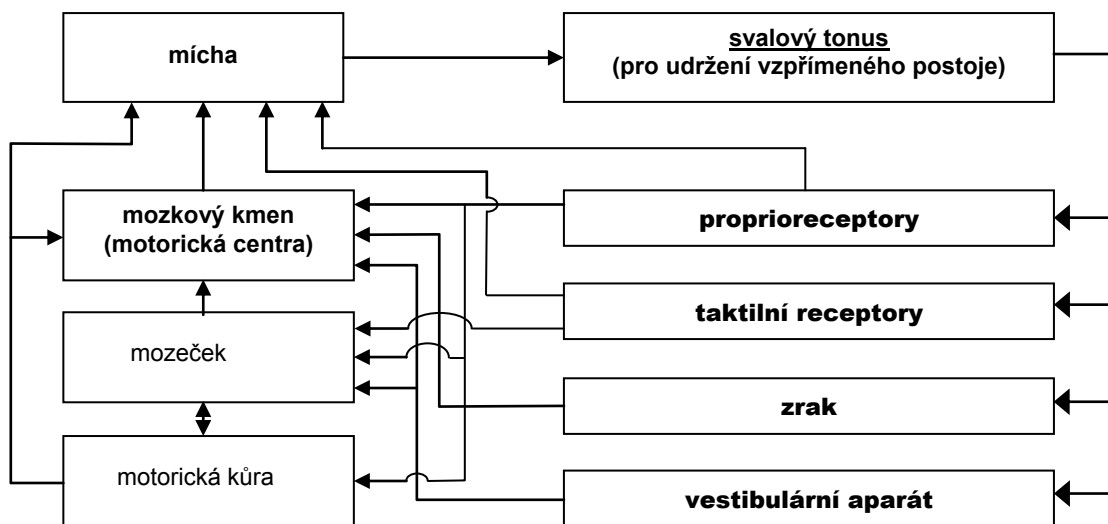 mícha
svalový tonus
(pro udržení vzpřímeného postoje)
mozkový kmen
(motorická centra)
proprioreceptory
taktilní receptory
mozeček
zrak
motorická kůra
vestibulární aparát